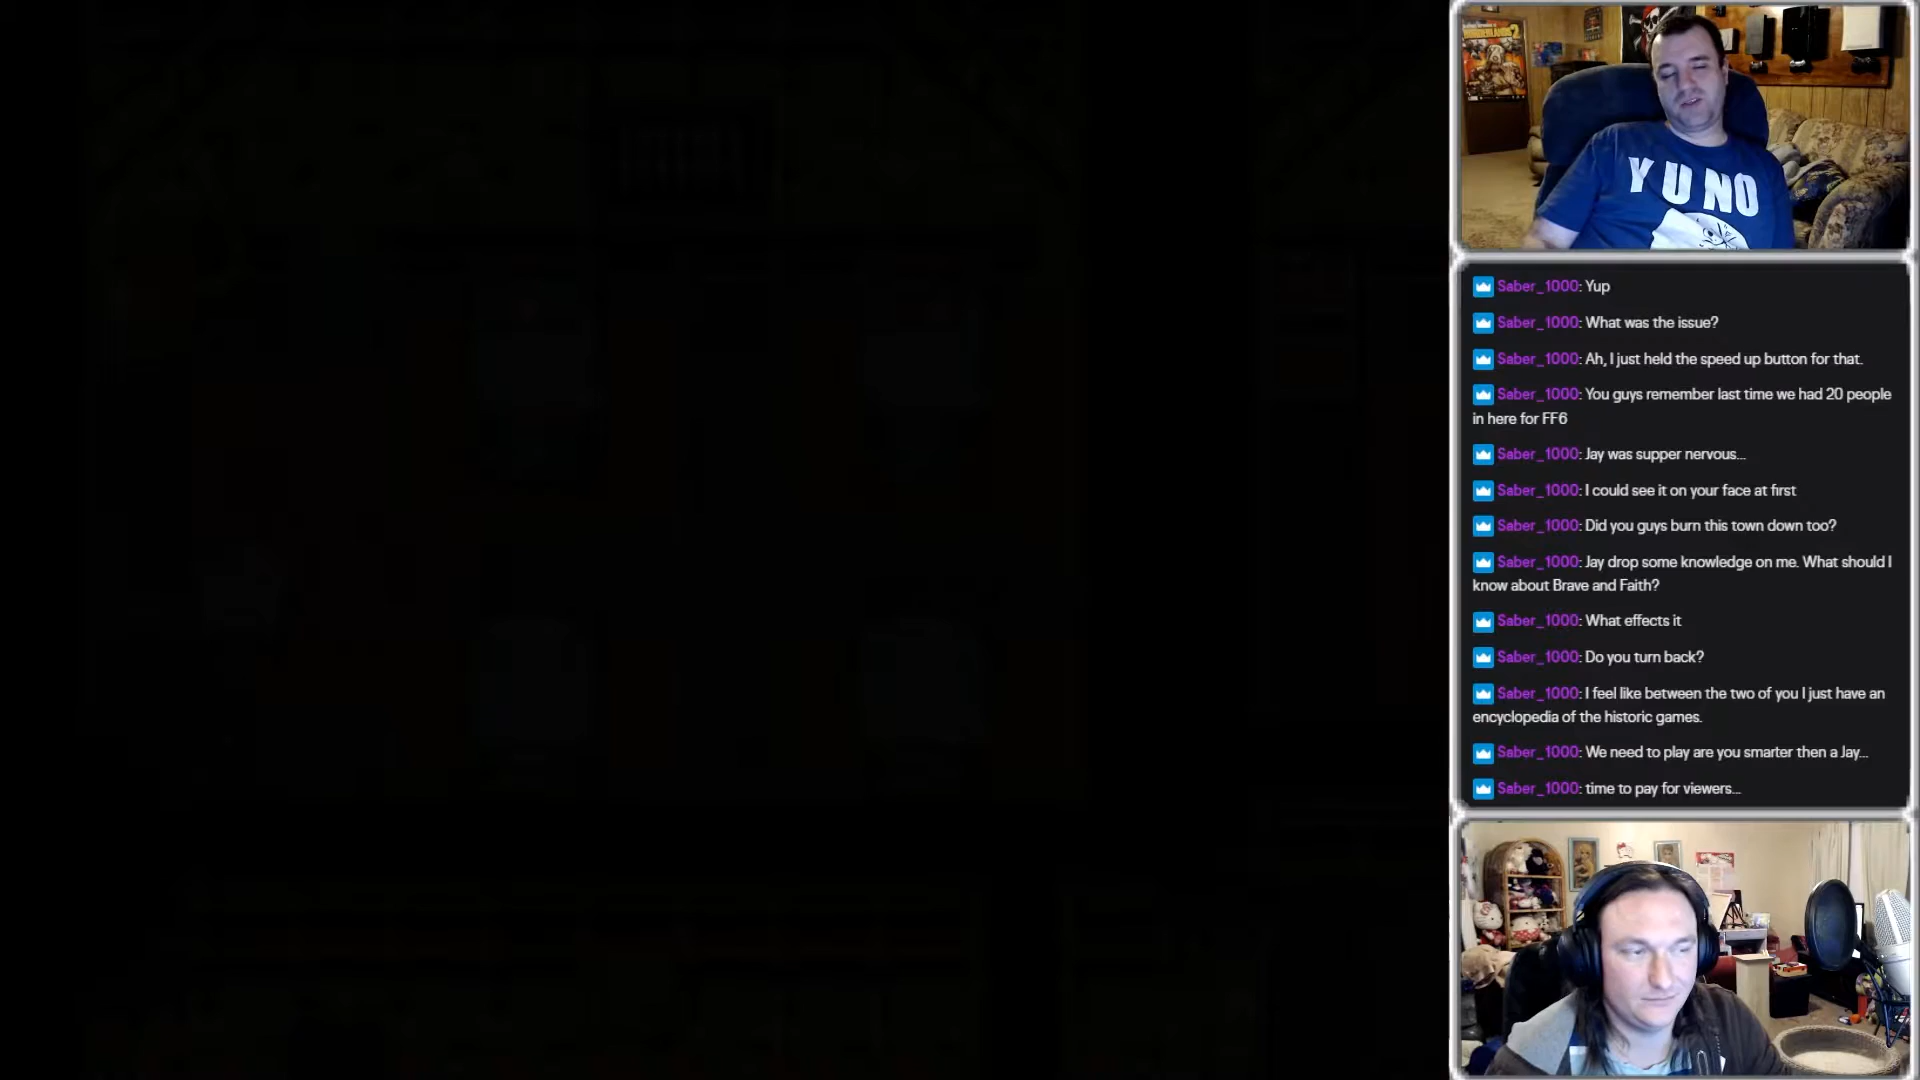 BORDERLANDS 2
Y U NO
Saber_1000: Yup
Saber_1000: What was the issue?
Saber_1000: Ah, I just held the speed up button for that.
Saber_1000: You guys remember last time we had 20 people
in here for FF6
Saber_1000: Jay was supper nervous...
Saber_1000: I could see it on your face at first
Saber_1000: Did you guys burn this town down too?
Saber_1000: Jay drop some knowledge on me. What should I
know about Brave and Faith?
Saber_1000: What effects it
Saber_1000: Do you turn back?
Saber_1000: I feel like between the two of you I just have an
encyclopedia of the historic games.
Saber_1000: We need to play are you smarter then a Jay...
Saber_1000: time to pay for viewers...